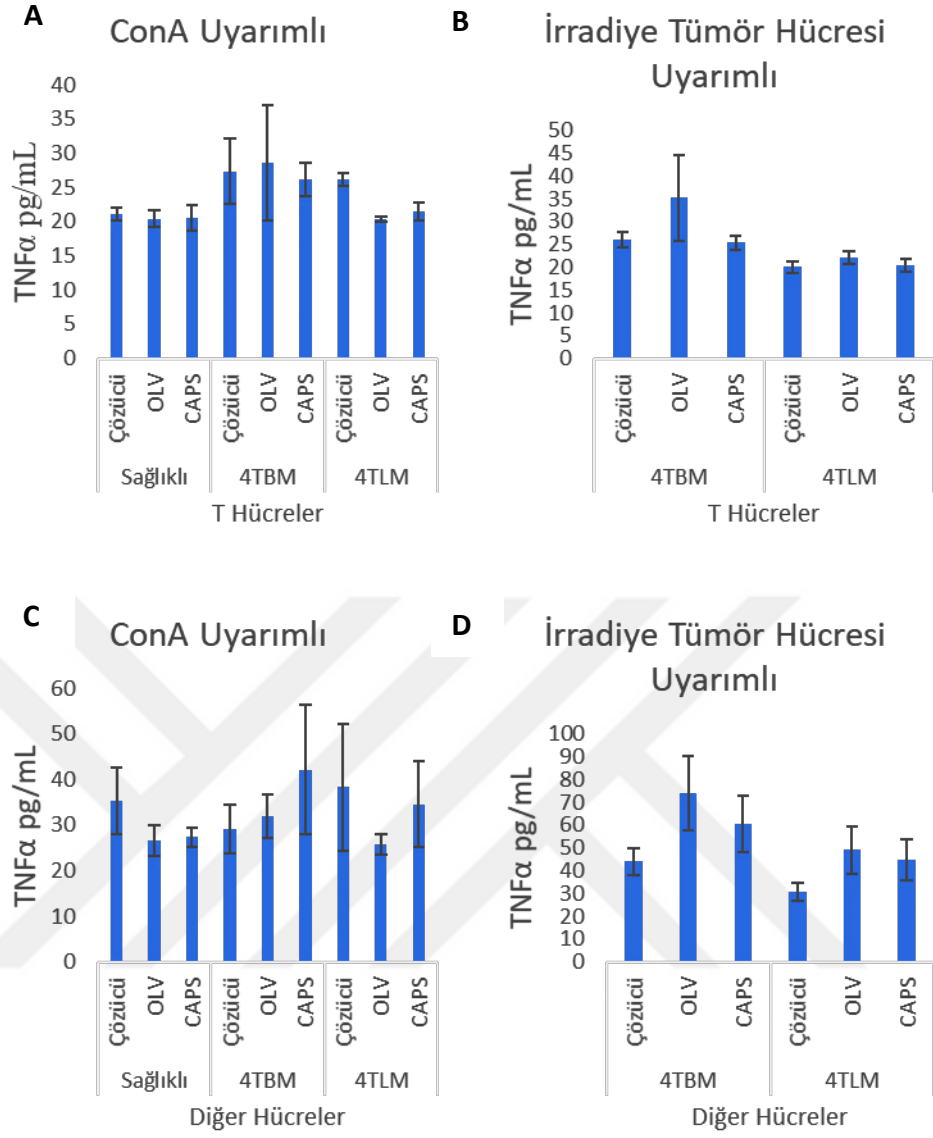 A
ConA Uyarımlı
TNFα pg/mL
40
35
30
25
20
15
10
5
0
Çözücü
OLV
CAPS
Çözücü
OLV
CAPS
Çözücü
OLV
CAPS
Sağlıklı
4TBM
4TLM
T Hücreler
B
İrradiye Tümör Hücresi
Uyarımlı
TNFα pg/mL
50
45
40
35
30
25
20
15
10
5
0
Çözücü
OLV
CAPS
Çözücü
OLV
CAPS
4TBM
4TLM
T Hücreler
C
ConA Uyarımlı
TNFα pg/mL
60
50
40
30
20
10
0
Çözücü
OLV
CAPS
Çözücü
OLV
CAPS
Çözücü
OLV
CAPS
Sağlıklı
4TBM
4TLM
Diğer Hücreler
D
İrradiye Tümör Hücresi
Uyarımlı
TNFα pg/mL
100
90
80
70
60
50
40
30
20
10
0
Çözücü
OLV
CAPS
Çözücü
OLV
CAPS
4TBM
4TLM
Diğer Hücreler